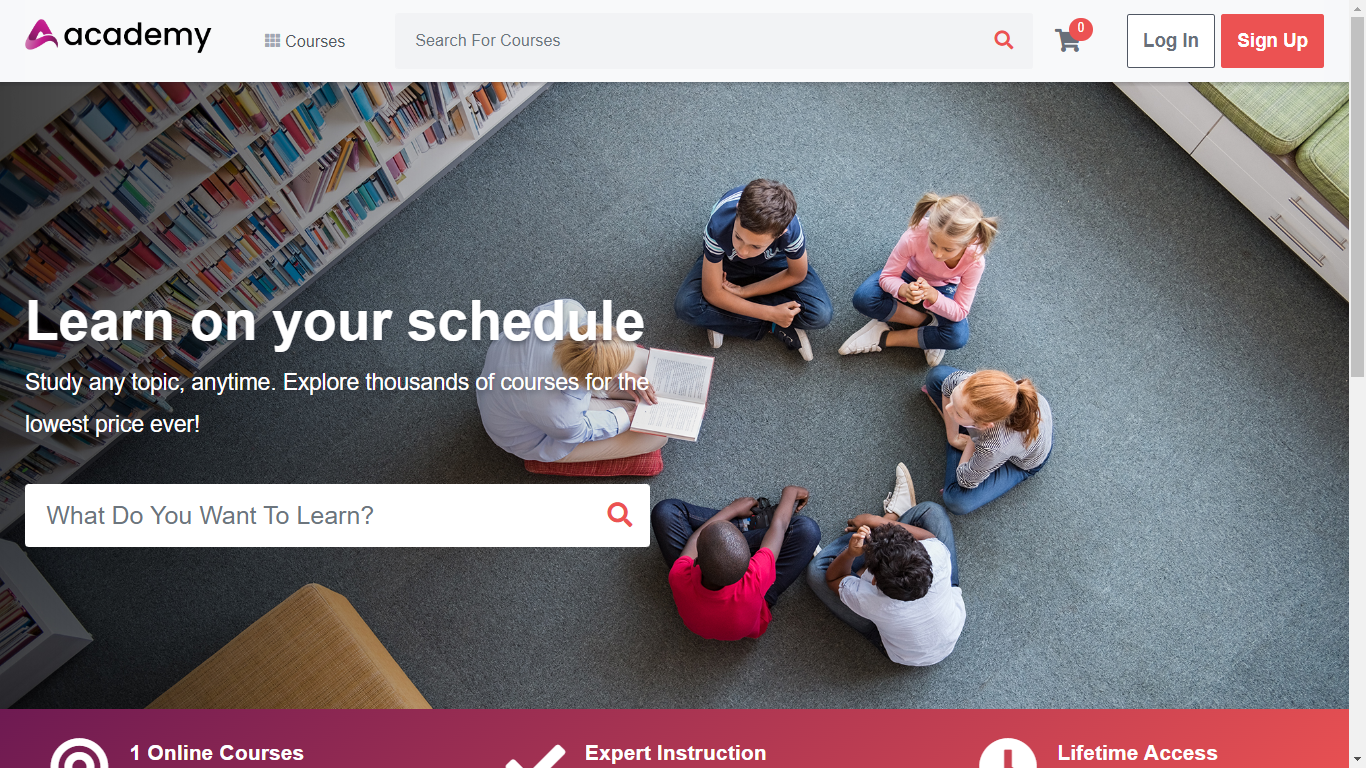 academy
Courses
Search For Courses
0
Log In
Sign Up
Learn on your schedule
Study any topic, anytime. Explore thousands of courses for the
lowest price ever!
What Do You Want To Learn?
1 Online Courses
Expert Instruction
Lifetime Access